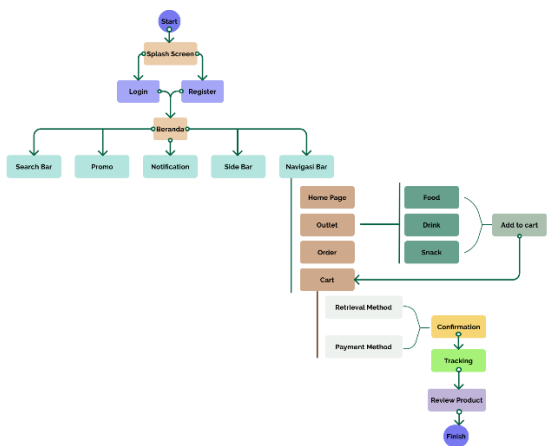 Start
Splash Screen
Login
Register
Beranda
Search Bar
Promo
Notification
Side Bar
Navigasi Bar
Home Page
Food
Outlet
Drink
Add to cart
Order
Snack
Cart
Retrieval Method
Confirmation
Payment Method
Tracking
Review Product
Finish